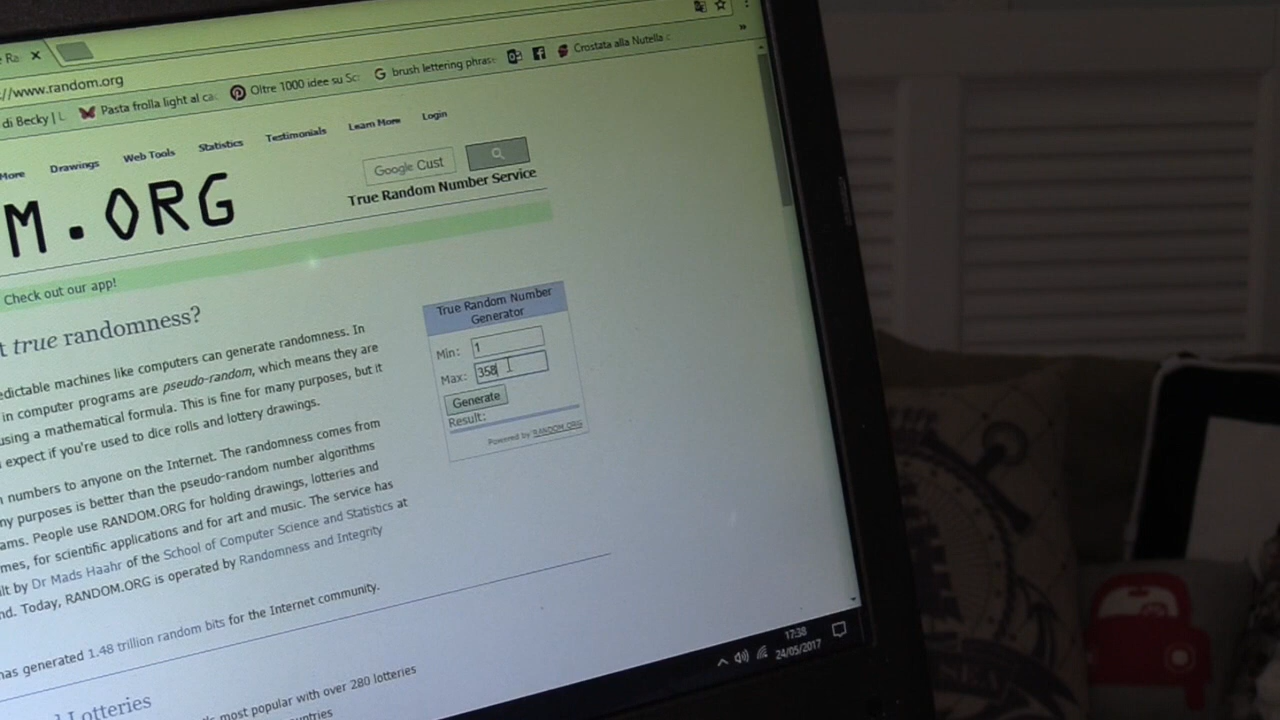 e Ra
://www.random.org
di Becky | L
Pasta frolla light al ca
Oltre 1000 idee su Sc
brush lettering phras
Crostata alla Nutella
»
More Drawings Web Tools Statistics Testimonials Learn More Login
Google Cust
M.ORG
True Random Number Service
Check out our app!
t true randomness?
edictable machines like computers can generate randomness. In
in computer programs are pseudo-random, which means they are
using a mathematical formula. This is fine for many purposes, but it
expect if you're used to dice rolls and lottery drawings.
numbers to anyone on the Internet. The randomness comes from
ny purposes is better than the pseudo-random number algorithms
ams. People use RANDOM.ORG for holding drawings, lotteries and
mes, for scientific applications and for art and music. The service has
ilt by Dr Mads Haahr of the School of Computer Science and Statistics at
nd. Today, RANDOM.ORG is operated by Randomness and Integrity
has generated 1.48 trillion random bits for the Internet community.
d Lotteries
most popular with over 280 lotteries
True Random Number
Generator
Min: 1
Max: 358
Generate
Result:
Powered by RANDOM.ORG
17:38
24/05/2017